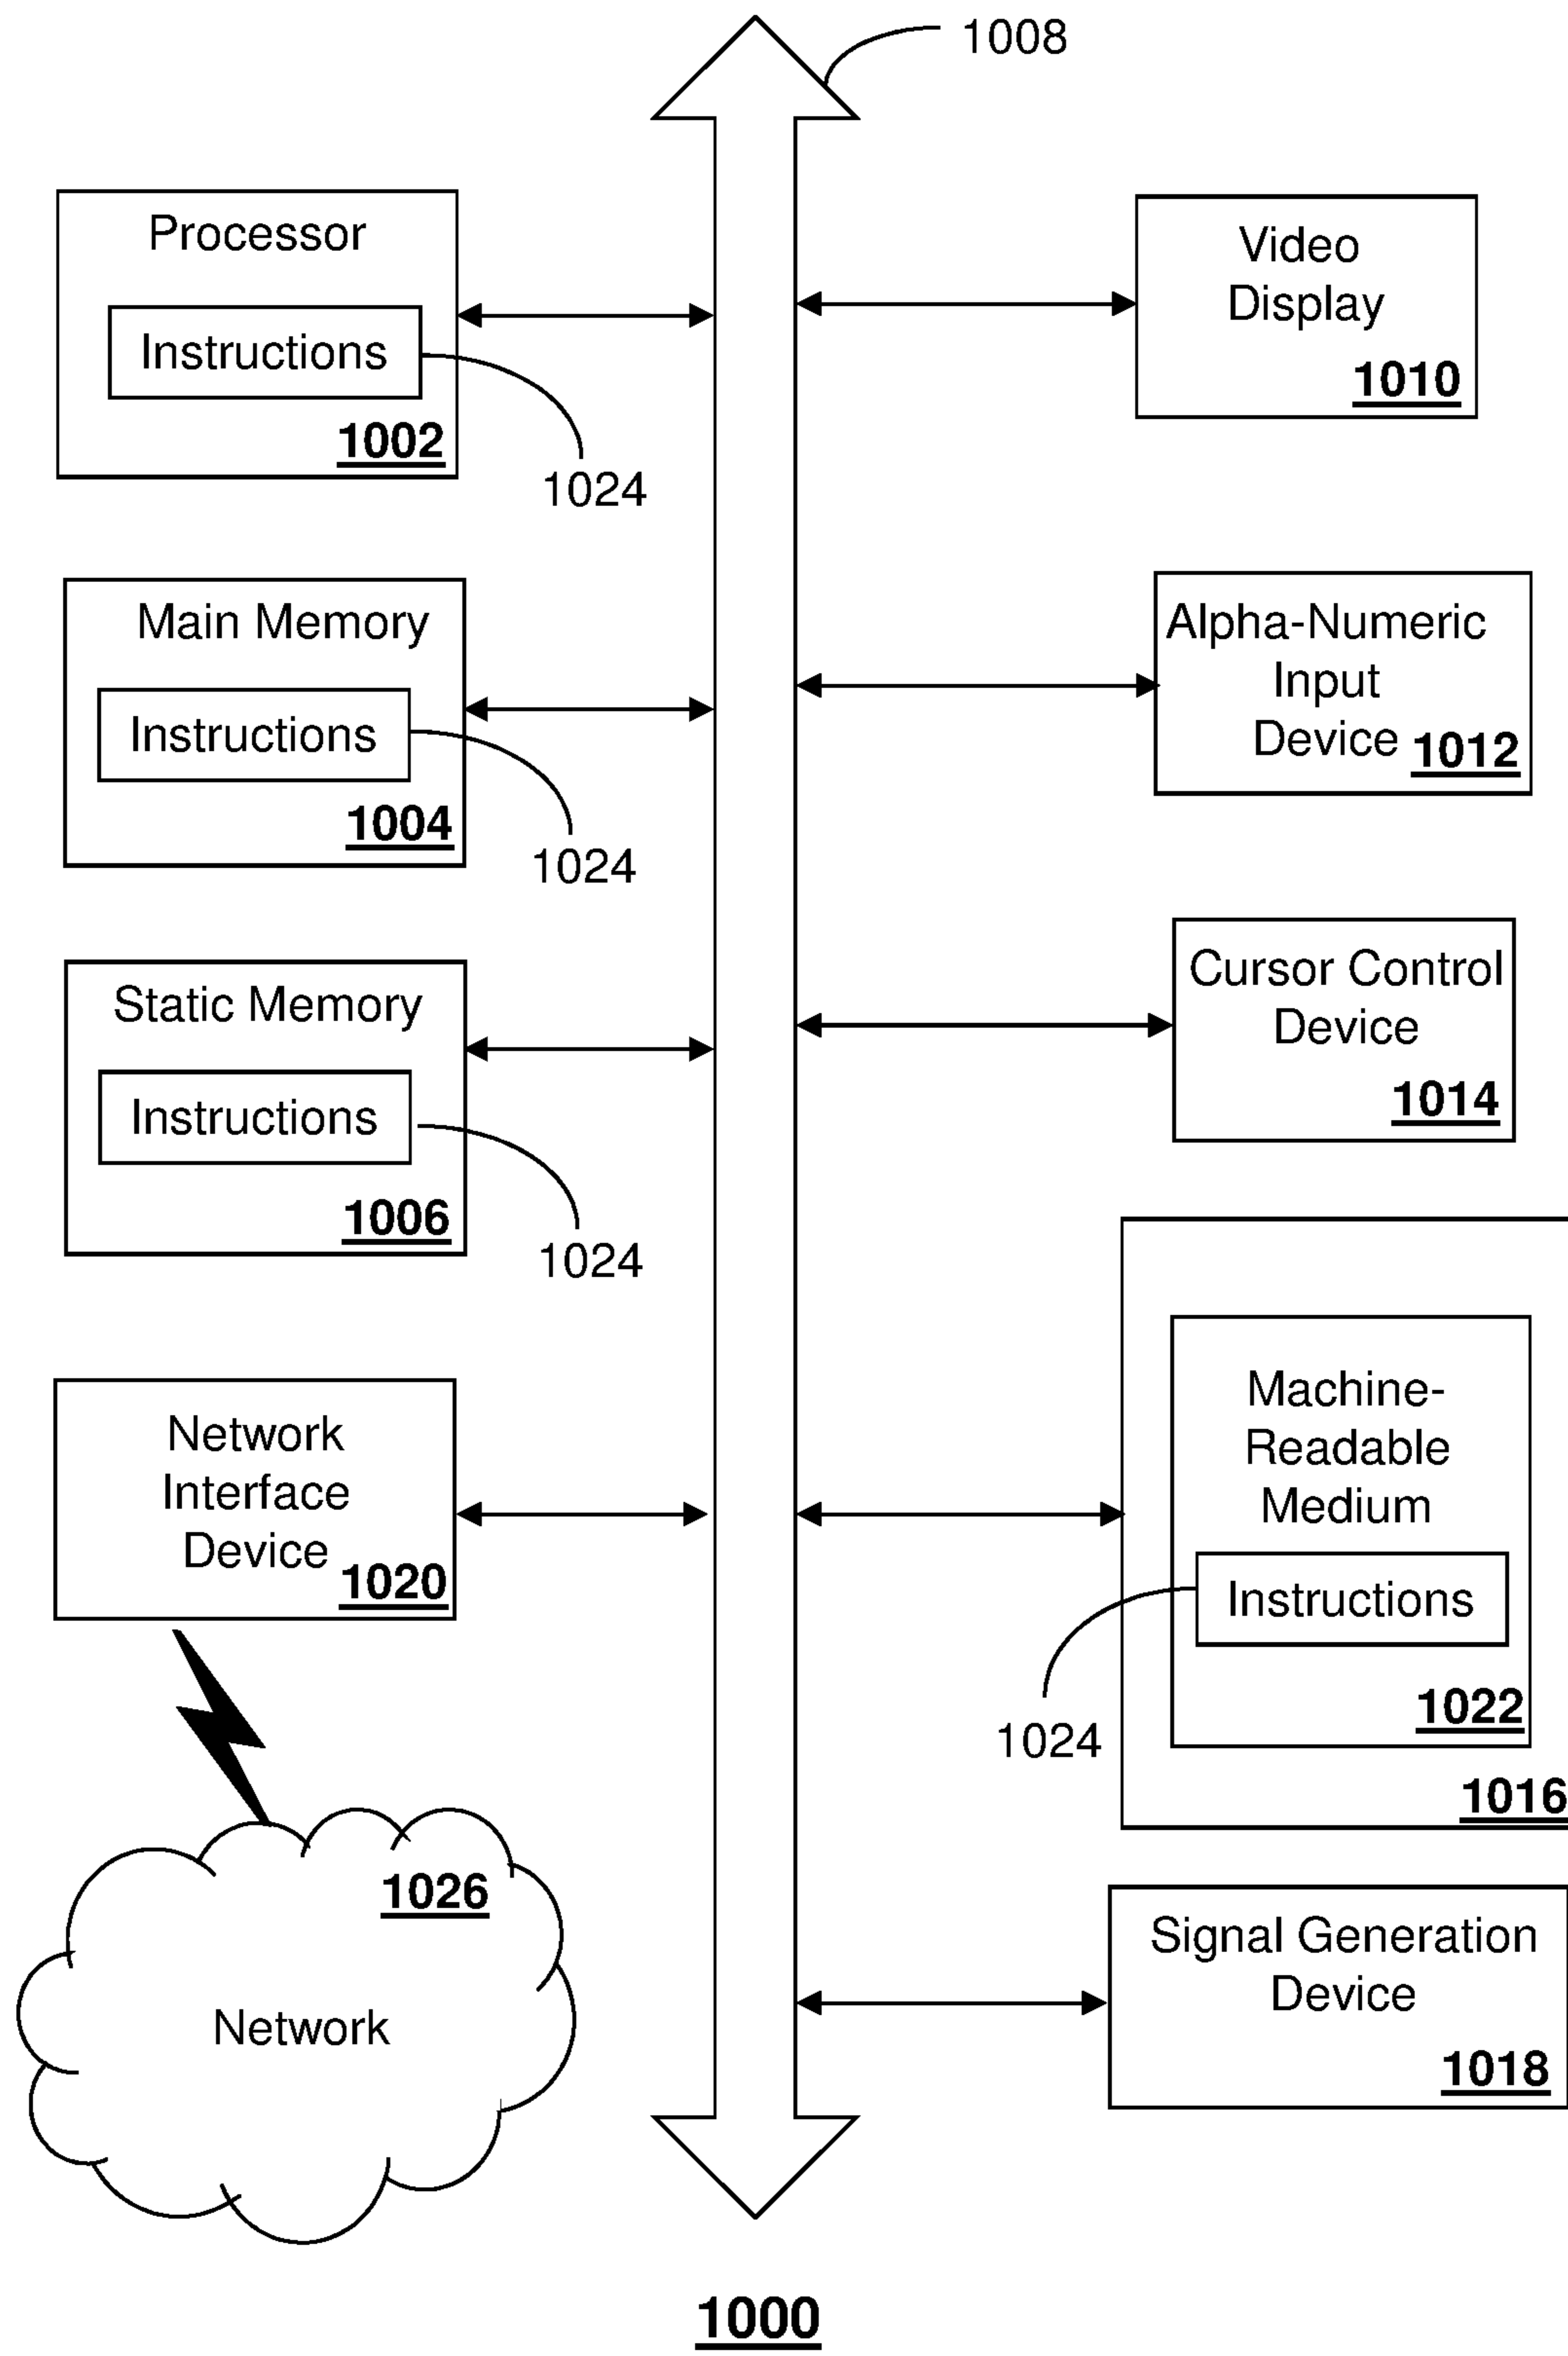 1008
Processor
Instructions
1002
1024
Main Memory
Instructions
1004
1024
Static Memory
Instructions
1006
1024
Network
Interface
Device
1020
1026
Network
Video
Display
1010
Alpha-Numeric
Input
Device 1012
Cursor Control
Device
1014
Machine-
Readable
Medium
Instructions
1022
1024
1016
Signal Generation
Device
1018
1000